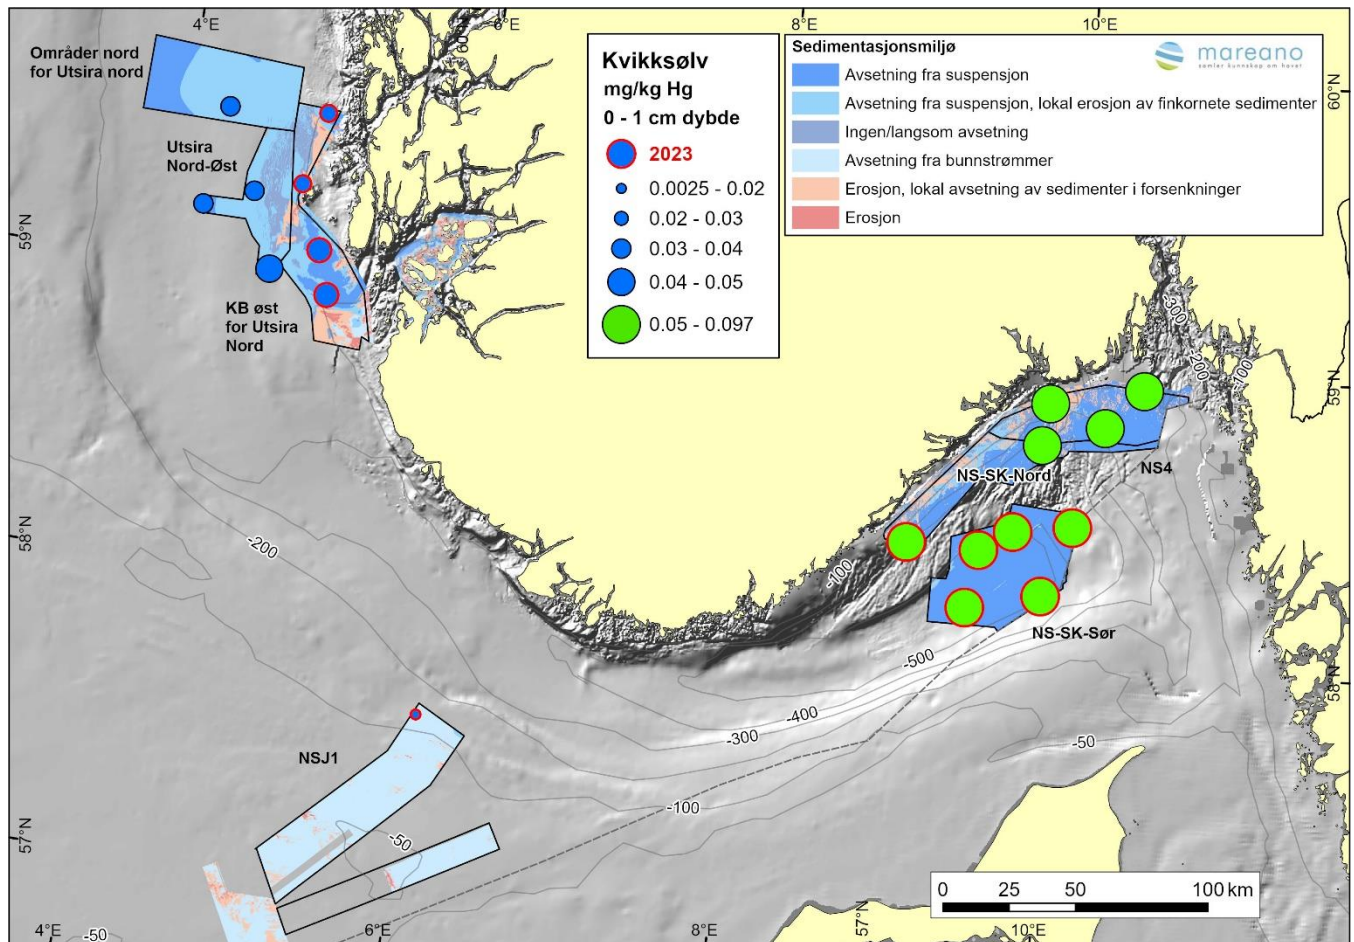 4°E
6°E
8°E
10°E
Områder nord
for Utsira nord
Kvikksølv
mg/kg Hg
0 - 1 cm dybde
2023
0.0025 - 0.02
0.02 - 0.03
0.03 - 0.04
0.04 - 0.05
0.05 - 0.097
Sedimentasjonsmiljø
Avsetning fra suspensjon
Avsetning fra suspensjon, lokal erosjon av finkornete sedimenter
Ingen/langsom avsetning
Avsetning fra bunnstrømmer
Erosjon, lokal avsetning av sedimenter i forsenkninger
Erosjon
mareano
samler kunnskap om havet
60°N
60°N
Utsira
Nord-Øst
59°N
KB øst
for Utsira
Nord
-300
-200
-100
59°N
NS-SK-Nord
NS4
58°N
-200
-100
NS-SK-Sør
-500
58°N
-400
-300
-50
NSJ1
-100
57°N
-50
0 25 50 100 km
4°E
-50
6°E
8°E
57°N
10°E